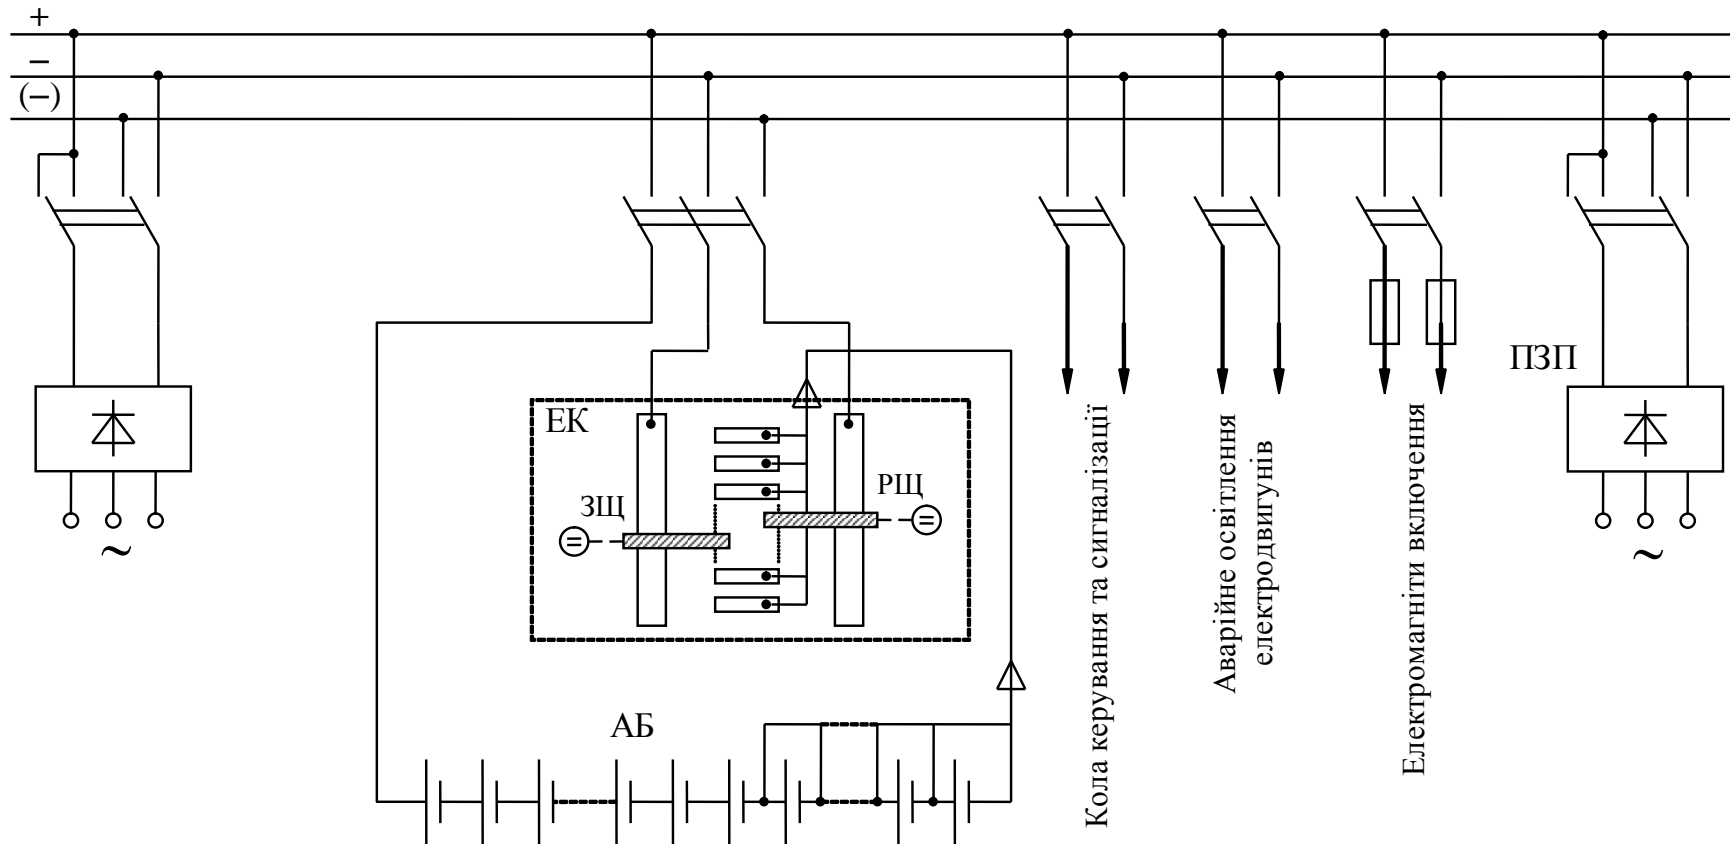 +
−
(−)
ПЗП
ЕК
ЗЩ
РЩ
=
=
~
~
АБ
Кола керування та сигналізації
Аварійне освітлення
електродвигунів
Електромагніти включення